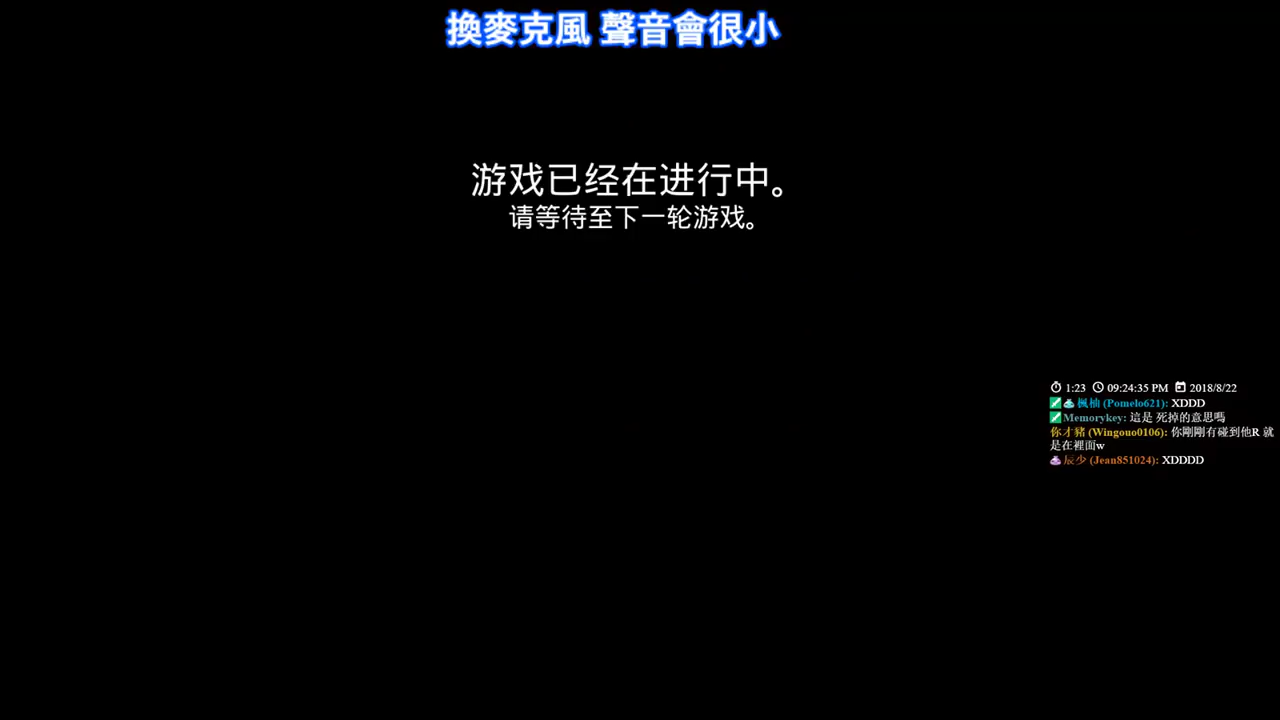 換麥克風 聲音會很小
游戏已经在进行中。
请等待至下一轮游戏。
1:23 09:24:35 PM 2018/8/22
楓柚 (Pomelo621): XDDD
Memorykey: 這是 死掉的意思嗎
你才豬 (Wingouo0106): 你剛剛有碰到他R 就
是在裡面w
辰少 (Jean851024): XDDDD